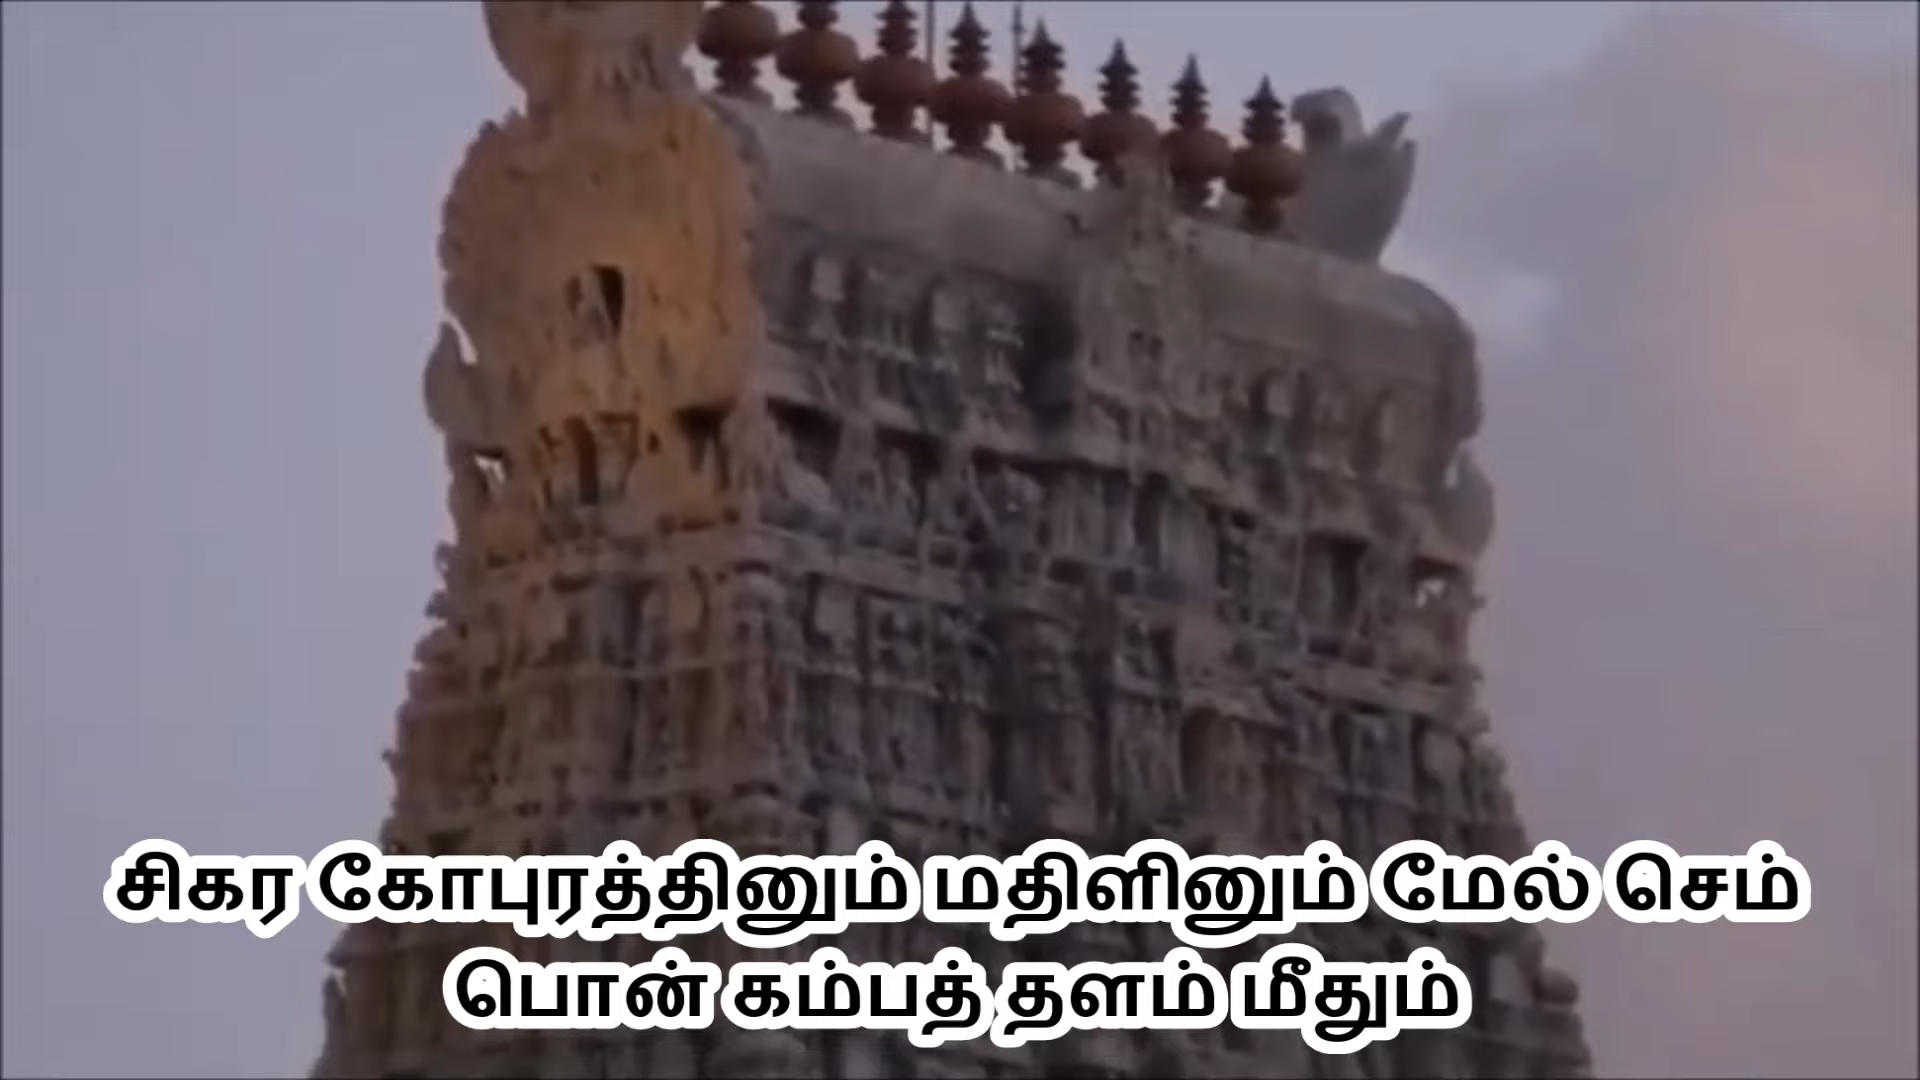 சிகர கோபுரத்தினும் மதிளினும் மேல் செம்
பொன் கம்பத் தளம் மீதும்